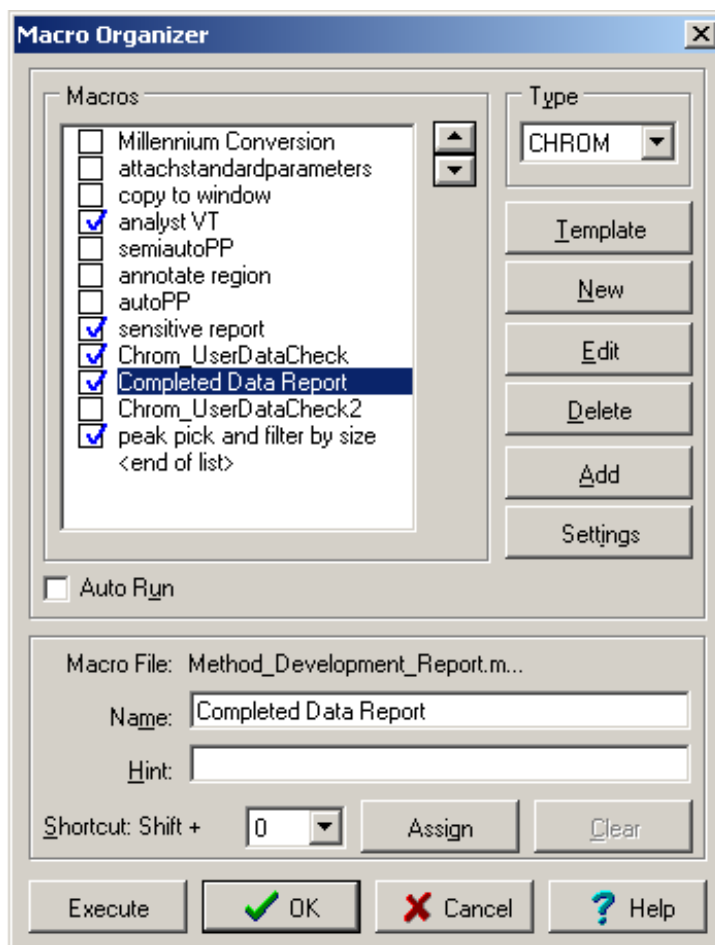 Macro Organizer
Macros
Millennium Conversion
attachstandardparameters
copy to window
analyst VT
semiautoPP
annotate region
autoPP
sensitive report
Chrom_UserDataCheck
Completed Data Report
Chrom_UserDataCheck2
peak pick and filter by size
<end of list>
Type
CHROM
Template
New
Edit
Delete
Add
Settings
Auto Run
Macro File: Method_Development_Report.m...
Name: Completed Data Report
Hint:
Shortcut: Shift + 0 Assign Clear
Execute OK Cancel Help